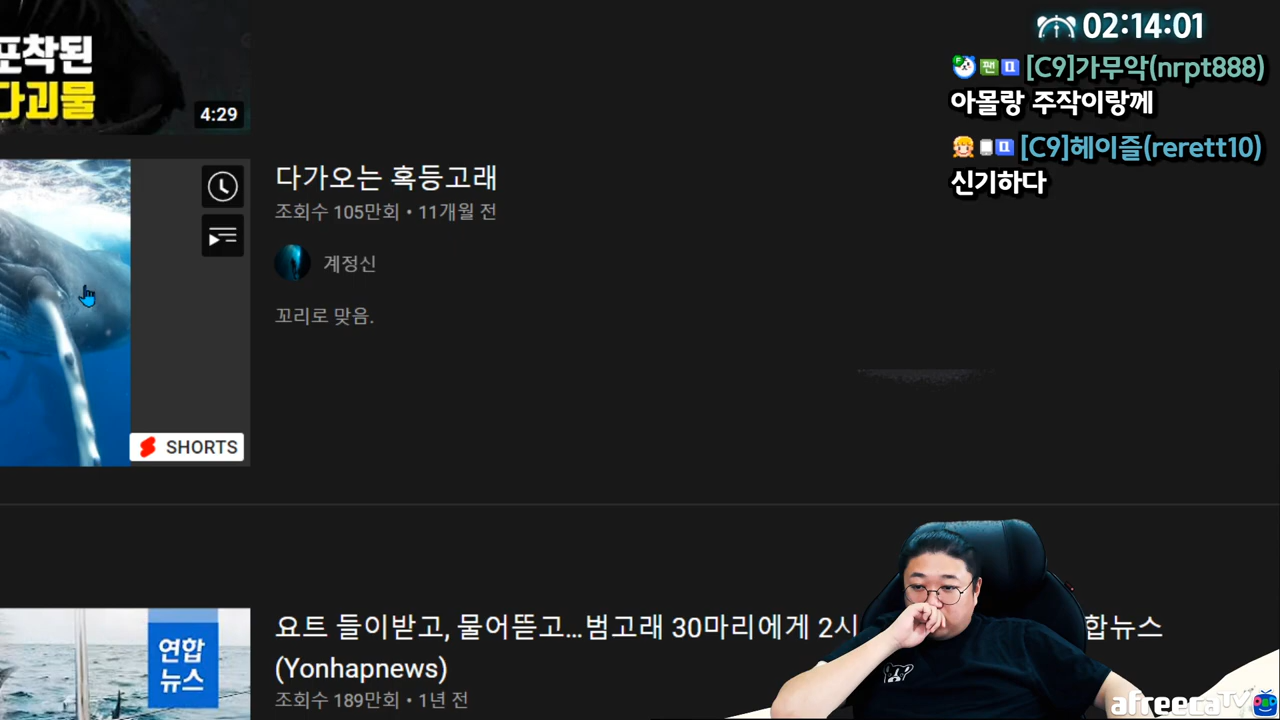 포착된
다괴물
4:29
다가오는 혹등고래
조회수 105만회 • 11개월 전
계정신
꼬리로 맞음.
SHORTS
요트 들이받고, 물어뜯고...범고래 30마리에게 2시
합뉴스
(Yonhapnews)
조회수 189만회 • 1년 전
연합
뉴스
02:14:01
팬 [C9]가무악(nrpt888)
아몰랑 주작이랑께
[C9]헤이즐(rerett10)
신기하다
afreecaTV